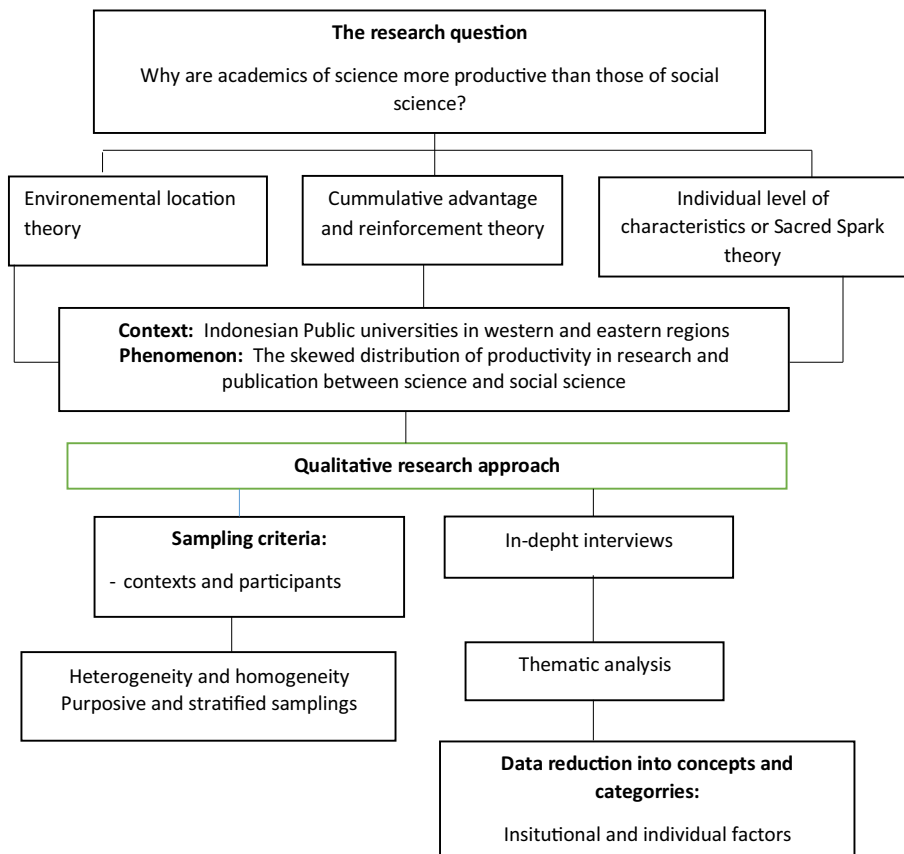 The research question
Why are academics of science more productive than those of social
science?
Environemental location
theory
Cummulative advantage
and reinforcement theory
Individual level of
characteristics or Sacred Spark
theory
Context: Indonesian Public universities in western and eastern regions
Phenomenon: The skewed distribution of productivity in research and
publication between science and social science
Qualitative research approach
Sampling criteria:
- contexts and participants
In-depht interviews
Heterogeneity and homogeneity
Purposive and stratified samplings
Thematic analysis
Data reduction into concepts and
categorries:
Insitutional and individual factors